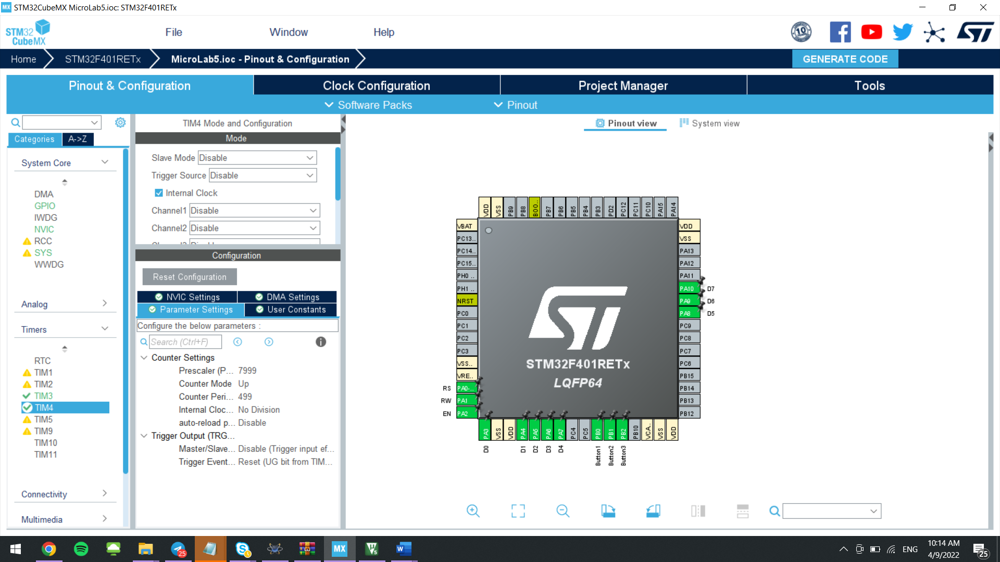 MX STM32CubeMX MicroLab5.ioc: STM32F401RETx
STM32
CubeMX
File
Window
Help
10
Home
STM32F401RETx
MicroLab5.ioc - Pinout & Configuration
GENERATE CODE
Pinout & Configuration
Clock Configuration
Project Manager
Tools
Software Packs
Pinout
Categories
A->Z
System Core
DMA
GPIO
IWDG
NVIC
RCC
SYS
WWDG
Analog
Timers
RTC
TIM1
TIM2
TIM3
TIM4
TIM5
TIM9
TIM10
TIM11
Connectivity
Multimedia
TIM4 Mode and Configuration
Mode
Slave Mode Disable
Trigger Source Disable
Internal Clock
Channel1 Disable
Channel2 Disable
Configuration
Reset Configuration
NVIC Settings
DMA Settings
Parameter Settings
User Constants
Configure the below parameters :
Search (Ctrl+F)
Counter Settings
Prescaler (P... 7999
Counter Mode Up
Counter Peri... 499
Internal Cloc... No Division
auto-reload p... Disable
Trigger Output (TRG...
Master/Slave... Disable (Trigger input ef...
Trigger Event... Reset (UG bit from TIM...
Pinout view
System view
VDD
VSS
PB9
PB8
BOO..
PB7
PB6
PB5
PB4
PB3
PD2
PC12
PC11
PC10
PA15
PA14
VBAT
PC13..
PC14..
PC15..
PH0 ..
PH1 ..
NRST
PC0
PC1
PC2
PC3
VSS..
VRE..
RS PA0-..
RW PA1
EN PA2
VDD
VSS
PA13
PA12
PA11
PA10 D7
PA9 D6
PA8 D5
PC9
PC8
PC7
PC6
PB15
PB14
PB13
PB12
ST
STM32F401RETx
LQFP64
PA3
VSS
VDD
PA4
PA5
PA6
PA7
PC4
PC5
PB0
PB1
PB2
PB10
VCA..
VSS
VDD
D0
D1
D2
D3
D4
Button1
Button2
Button3
25
MX
W
ENG
10:14 AM
4/9/2022
25